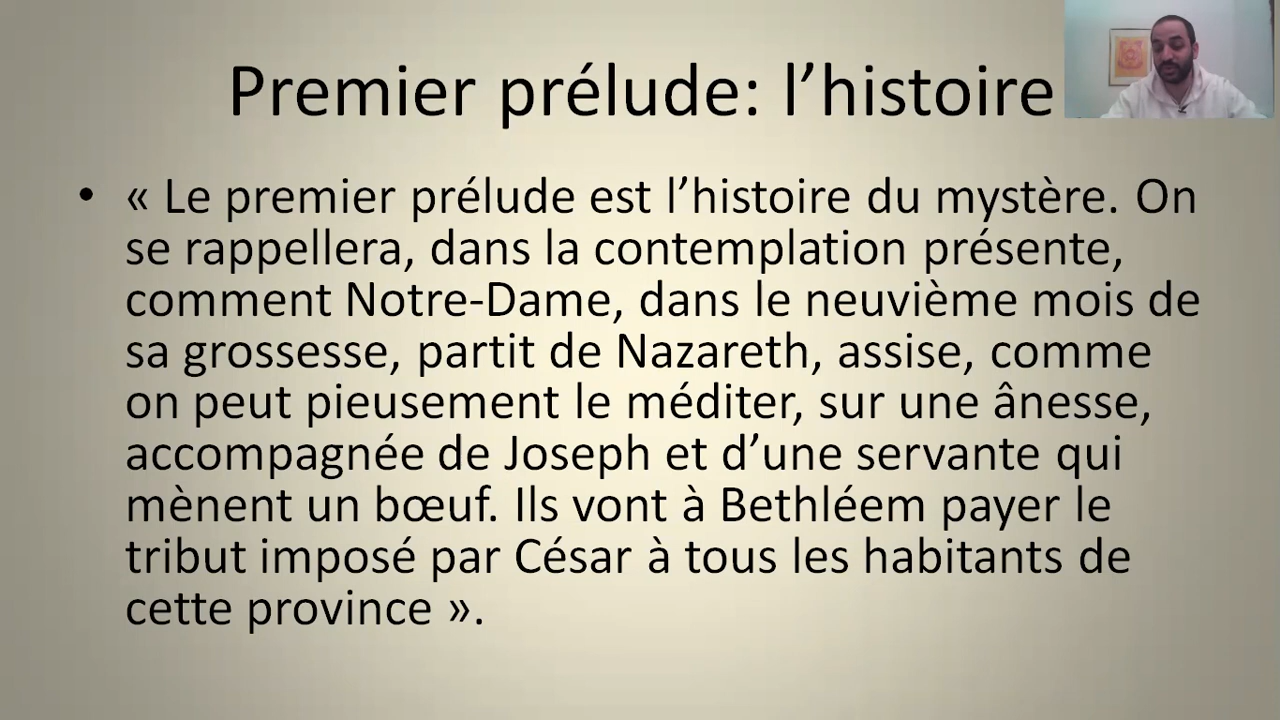 Premier prélude: l’histoire
• « Le premier prélude est l’histoire du mystère. On
se rappellera, dans la contemplation présente,
comment Notre-Dame, dans le neuvième mois de
sa grossesse, partit de Nazareth, assise, comme
on peut pieusement le méditer, sur une ânesse,
accompagnée de Joseph et d’une servante qui
mènent un bœuf. Ils vont à Bethléem payer le
tribut imposé par César à tous les habitants de
cette province ».